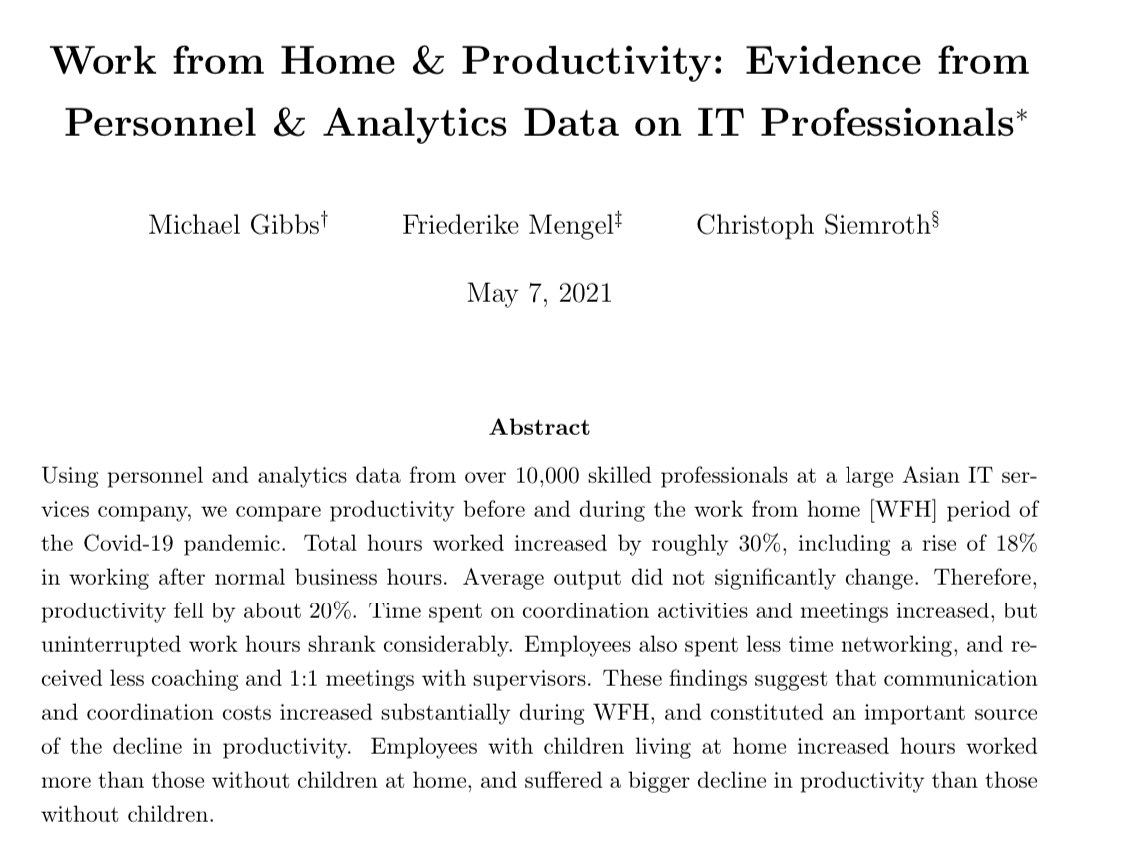 Work from Home & Productivity: Evidence from
Personnel & Analytics Data on IT Professionals*
Michael Gibbs† Friederike Mengel‡ Christoph Siemroth§
May 7, 2021
Abstract
Using personnel and analytics data from over 10,000 skilled professionals at a large Asian IT ser-
vices company, we compare productivity before and during the work from home [WFH] period of
the Covid-19 pandemic. Total hours worked increased by roughly 30%, including a rise of 18%
in working after normal business hours. Average output did not significantly change. Therefore,
productivity fell by about 20%. Time spent on coordination activities and meetings increased, but
uninterrupted work hours shrank considerably. Employees also spent less time networking, and re-
ceived less coaching and 1:1 meetings with supervisors. These findings suggest that communication
and coordination costs increased substantially during WFH, and constituted an important source
of the decline in productivity. Employees with children living at home increased hours worked
more than those without children at home, and suffered a bigger decline in productivity than those
without children.